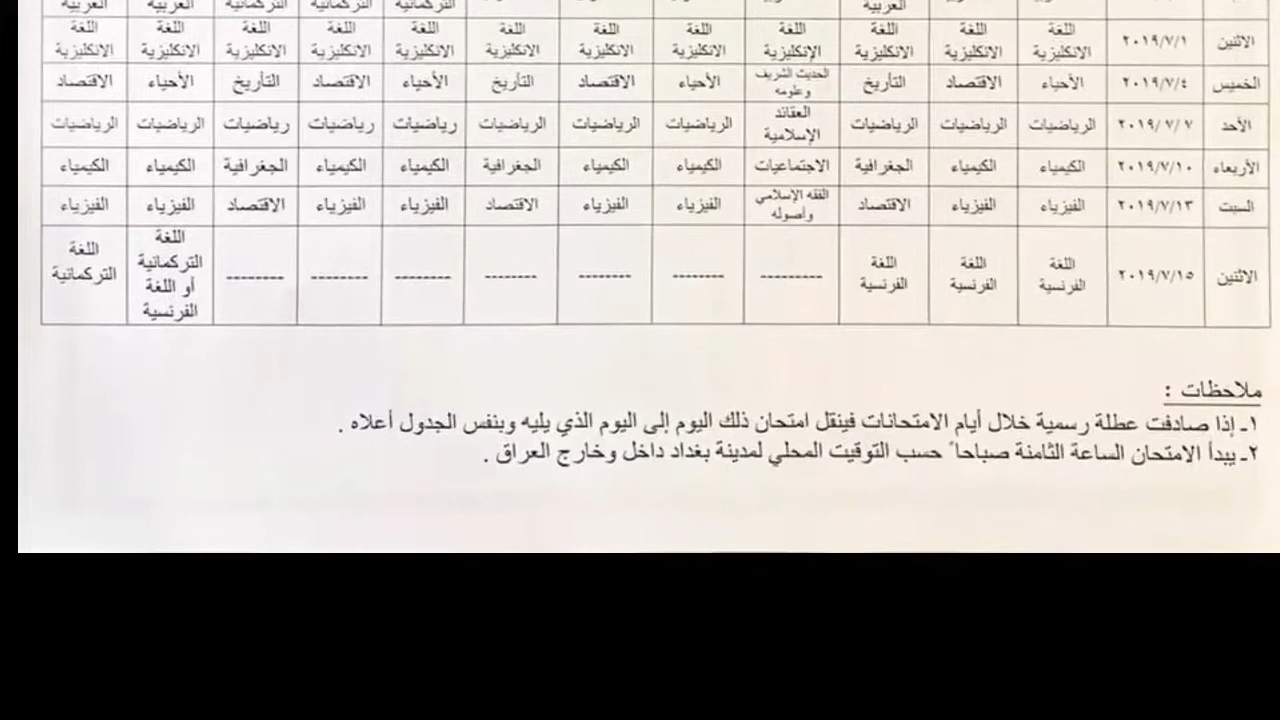 العربية التركمانية التركمانية التركمانية العربية العربية
الاثنين ٢٠١٩/٧/١ اللغة الانكليزية اللغة الانكليزية اللغة الانكليزية اللغة الإنكليزية اللغة الانكليزية اللغة الانكليزية اللغة الانكليزية اللغة الانكليزية اللغة الانكليزية اللغة الانكليزية اللغة الانكليزية اللغة الانكليزية
الخميس ٢٠١٩/٧/٤ الأحياء الاقتصاد التأريخ الحديث الشريف وعلومه الأحياء الاقتصاد التأريخ الأحياء الاقتصاد التأريخ الأحياء الاقتصاد
الأحد ٢٠١٩/٧/٧ الرياضيات الرياضيات الرياضيات العقائد الإسلامية الرياضيات الرياضيات الرياضيات رياضيات رياضيات رياضيات الرياضيات الرياضيات
الأربعاء ٢٠١٩/٧/١٠ الكيمياء الكيمياء الجغرافية الاجتماعيات الكيمياء الكيمياء الجغرافية الكيمياء الكيمياء الجغرافية الكيمياء الكيمياء
السبت ٢٠١٩/٧/١٣ الفيزياء الفيزياء الاقتصاد الفقه الإسلامي وأصوله الفيزياء الفيزياء الاقتصاد الفيزياء الفيزياء الاقتصاد الفيزياء الفيزياء
الاثنين ٢٠١٩/٧/١٥ اللغة الفرنسية اللغة الفرنسية اللغة الفرنسية --------- -------- -------- -------- -------- -------- -------- اللغة التركمانية أو اللغة الفرنسية اللغة التركمانية
ملاحظات :
١ـ إذا صادفت عطلة رسمية خلال أيام الامتحانات فينقل امتحان ذلك اليوم إلى اليوم الذي يليه وبنفس الجدول أعلاه .
٢ـ يبدأ الامتحان الساعة الثامنة صباحاً حسب التوقيت المحلي لمدينة بغداد داخل وخارج العراق .